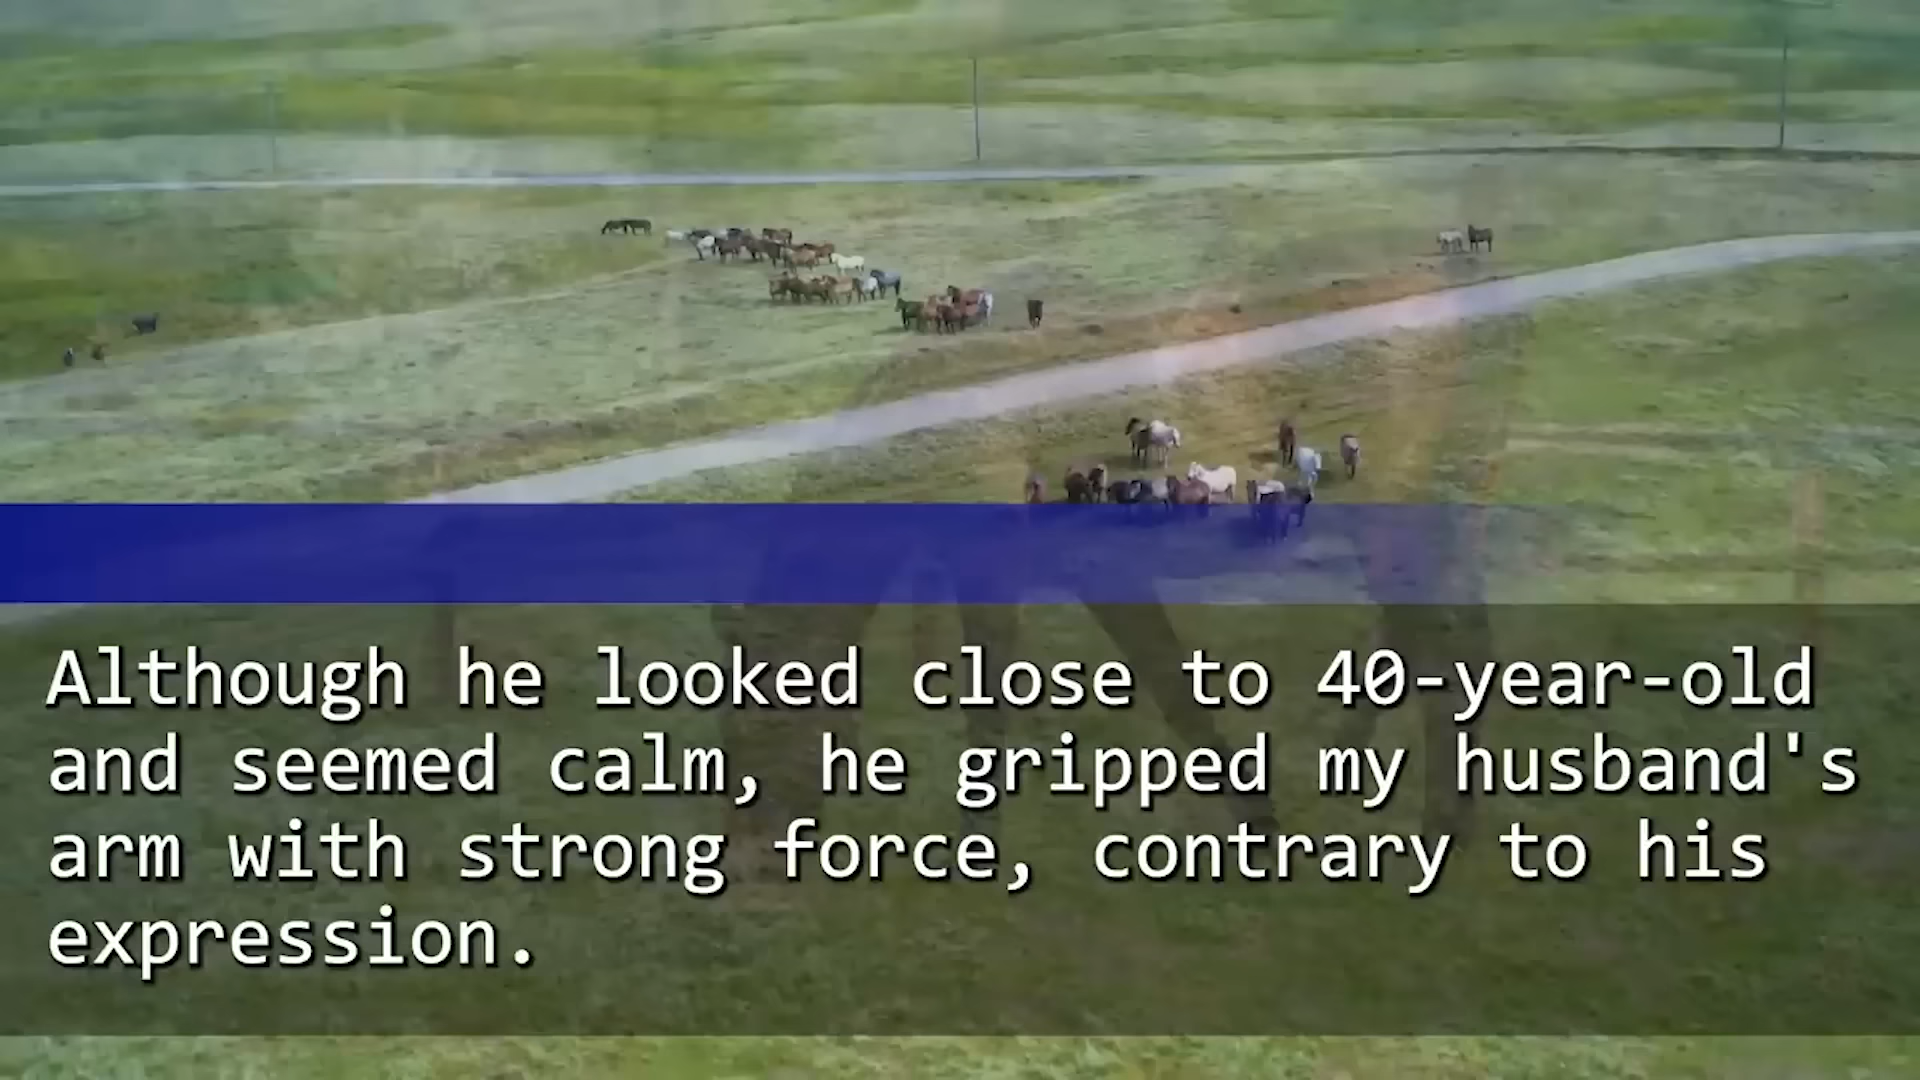 Although he looked close to 40-year-old
and seemed calm, he gripped my husband's
arm with strong force, contrary to his
expression.